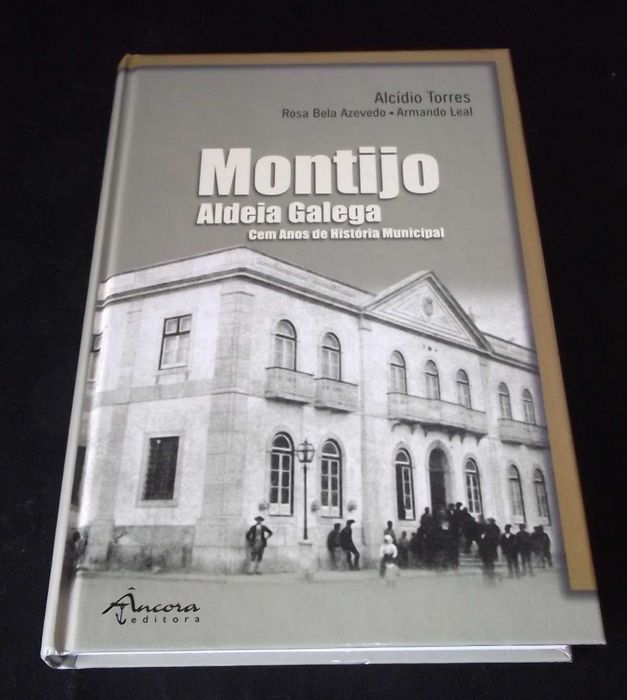 Alcídio Torres
Rosa Bela Azevedo • Armando Leal
Montijo
Aldeia Galega
Cem Anos de História Municipal
Âncora
editora